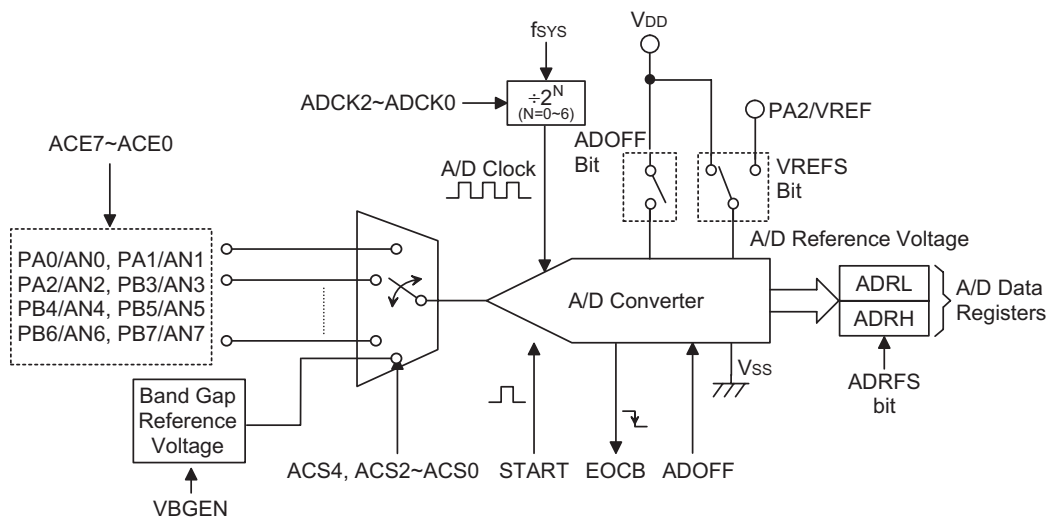 fSYS
VDD
ADCK2~ADCK0
÷2^N
(N=0~6)
PA2/VREF
ADOFF
Bit
VREFS
Bit
ACE7~ACE0
A/D Clock
A/D Reference Voltage
PA0/AN0, PA1/AN1
PA2/AN2, PB3/AN3
PB4/AN4, PB5/AN5
PB6/AN6, PB7/AN7
A/D Converter
ADRL
ADRH
A/D Data
Registers
VSS
ADRFS
bit
Band Gap
Reference
Voltage
VBGEN
ACS4, ACS2~ACS0
START
EOCB
ADOFF